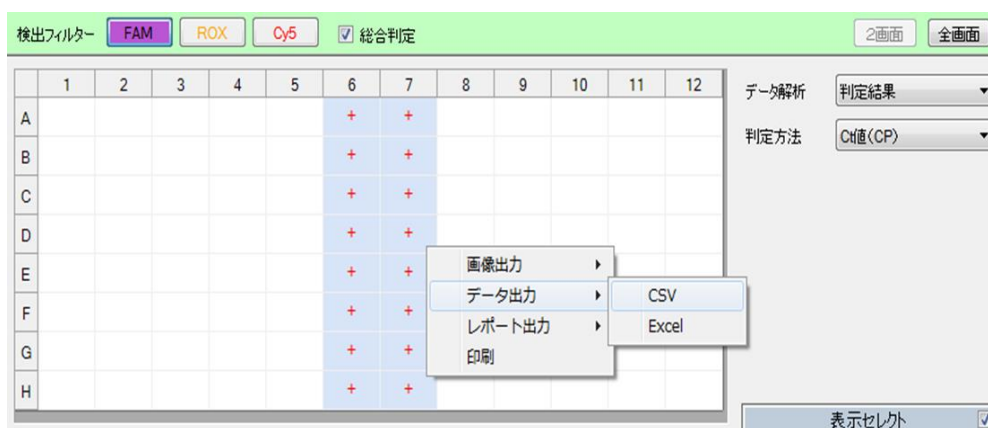 検出フィルター FAM ROX Cy5 総合判定 2画面 全画面
1 2 3 4 5 6 7 8 9 10 11 12
データ解析 判定結果
判定方法 Ct値(CP)
A + +
B + +
C + +
D + +
E + +
F + +
G + +
H + +
画像出力
データ出力
レポート出力
印刷
CSV
Excel
表示セレクト